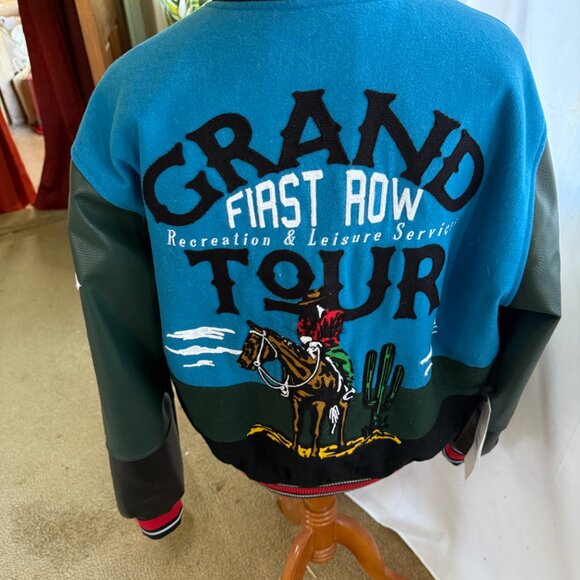 GRAND
FIRST ROW
Recreation & Leisure Servic
TOUR